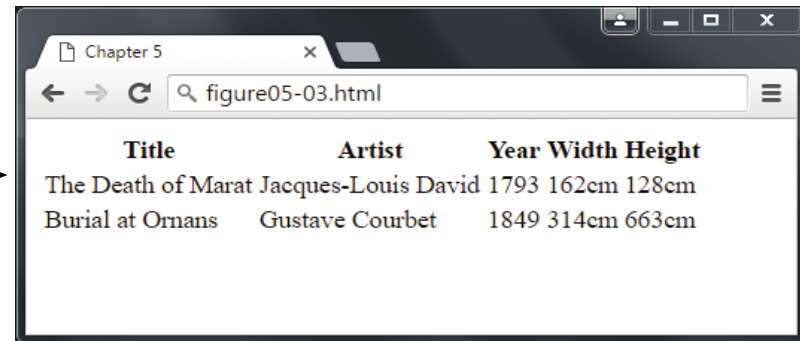 Chapter 5
figure05-03.html
Title Artist Year Width Height
The Death of Marat Jacques-Louis David 1793 162cm 128cm
Burial at Ornans Gustave Courbet 1849 314cm 663cm